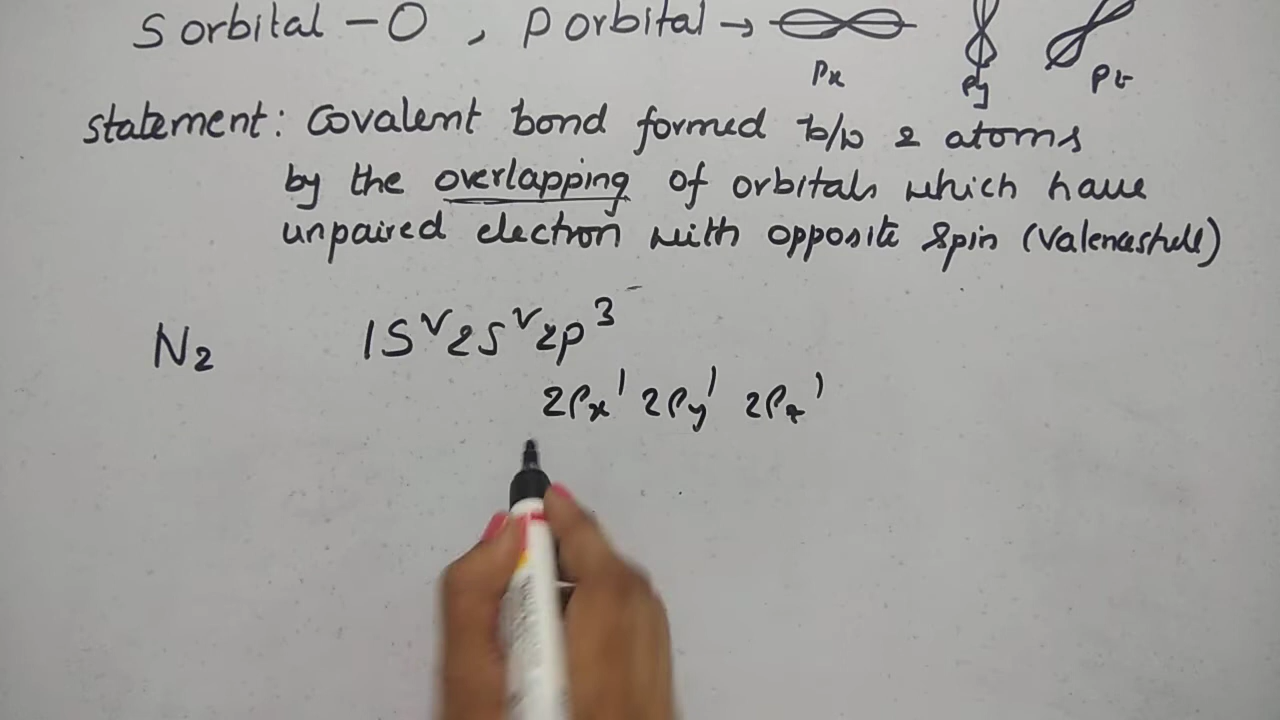 S orbital - O , p orbital →
Px Py Pz
statement: Covalent bond formed b/w 2 atoms
by the overlapping of orbitals which have
unpaired electron with opposite spin (Valenceshell)
N₂ 1S² 2S² 2p³
2Px¹ 2Py¹ 2Pz¹